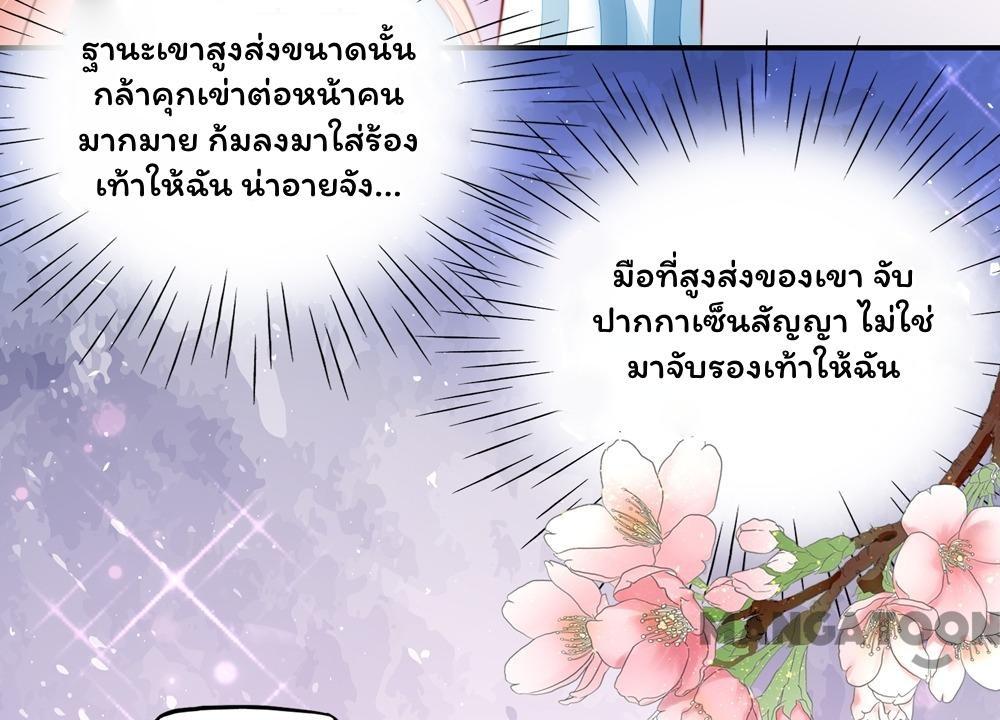 ฐานะเขาสูงส่งขนาดนั้น
กล้าคุกเข่าต่อหน้าคน
มากมาย ก้มลงมาใส่ร้อง
เท้าให้ฉัน น่าอายจัง...
มือที่สูงส่งของเขา จับ
ปากกาเซ็นสัญญา ไม่ใช่
มาจับรองเท้าให้ฉัน
MANGATOON